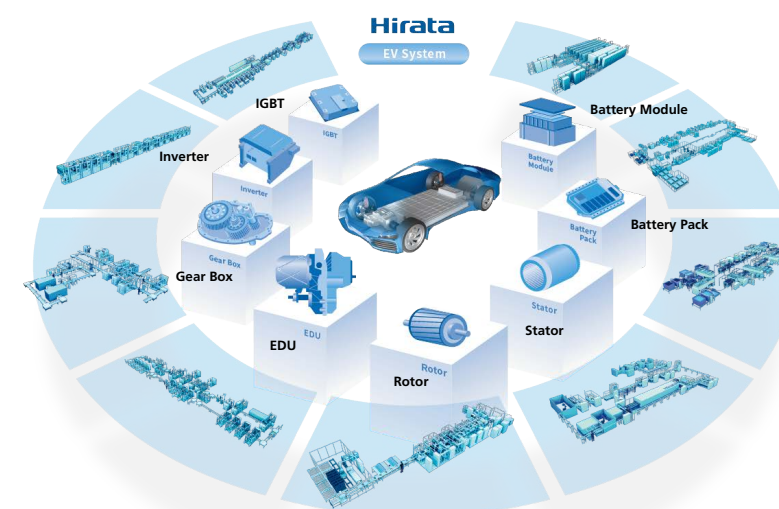 Hirata
EV System
IGBT
IGBT
Battery Module
Battery
Module
Inverter
Inverter
Battery Pack
Battery
Pack
Gear Box
Gear Box
Stator
Stator
EDU
EDU
Rotor
Rotor